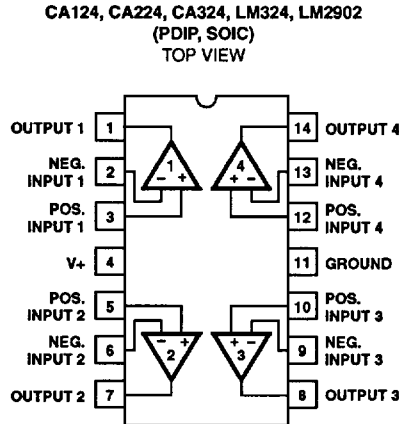 CA124, CA224, CA324, LM324, LM2902
(PDIP, SOIC)
TOP VIEW
OUTPUT 1 1 14 OUTPUT 4
NEG.
INPUT 1 2 13 NEG.
INPUT 4
1 4
- + + -
POS.
INPUT 1 3 12 POS.
INPUT 4
V+ 4 11 GROUND
POS.
INPUT 2 5 10 POS.
INPUT 3
NEG.
INPUT 2 6 9 NEG.
INPUT 3
- + + -
2 3
OUTPUT 2 7 8 OUTPUT 3